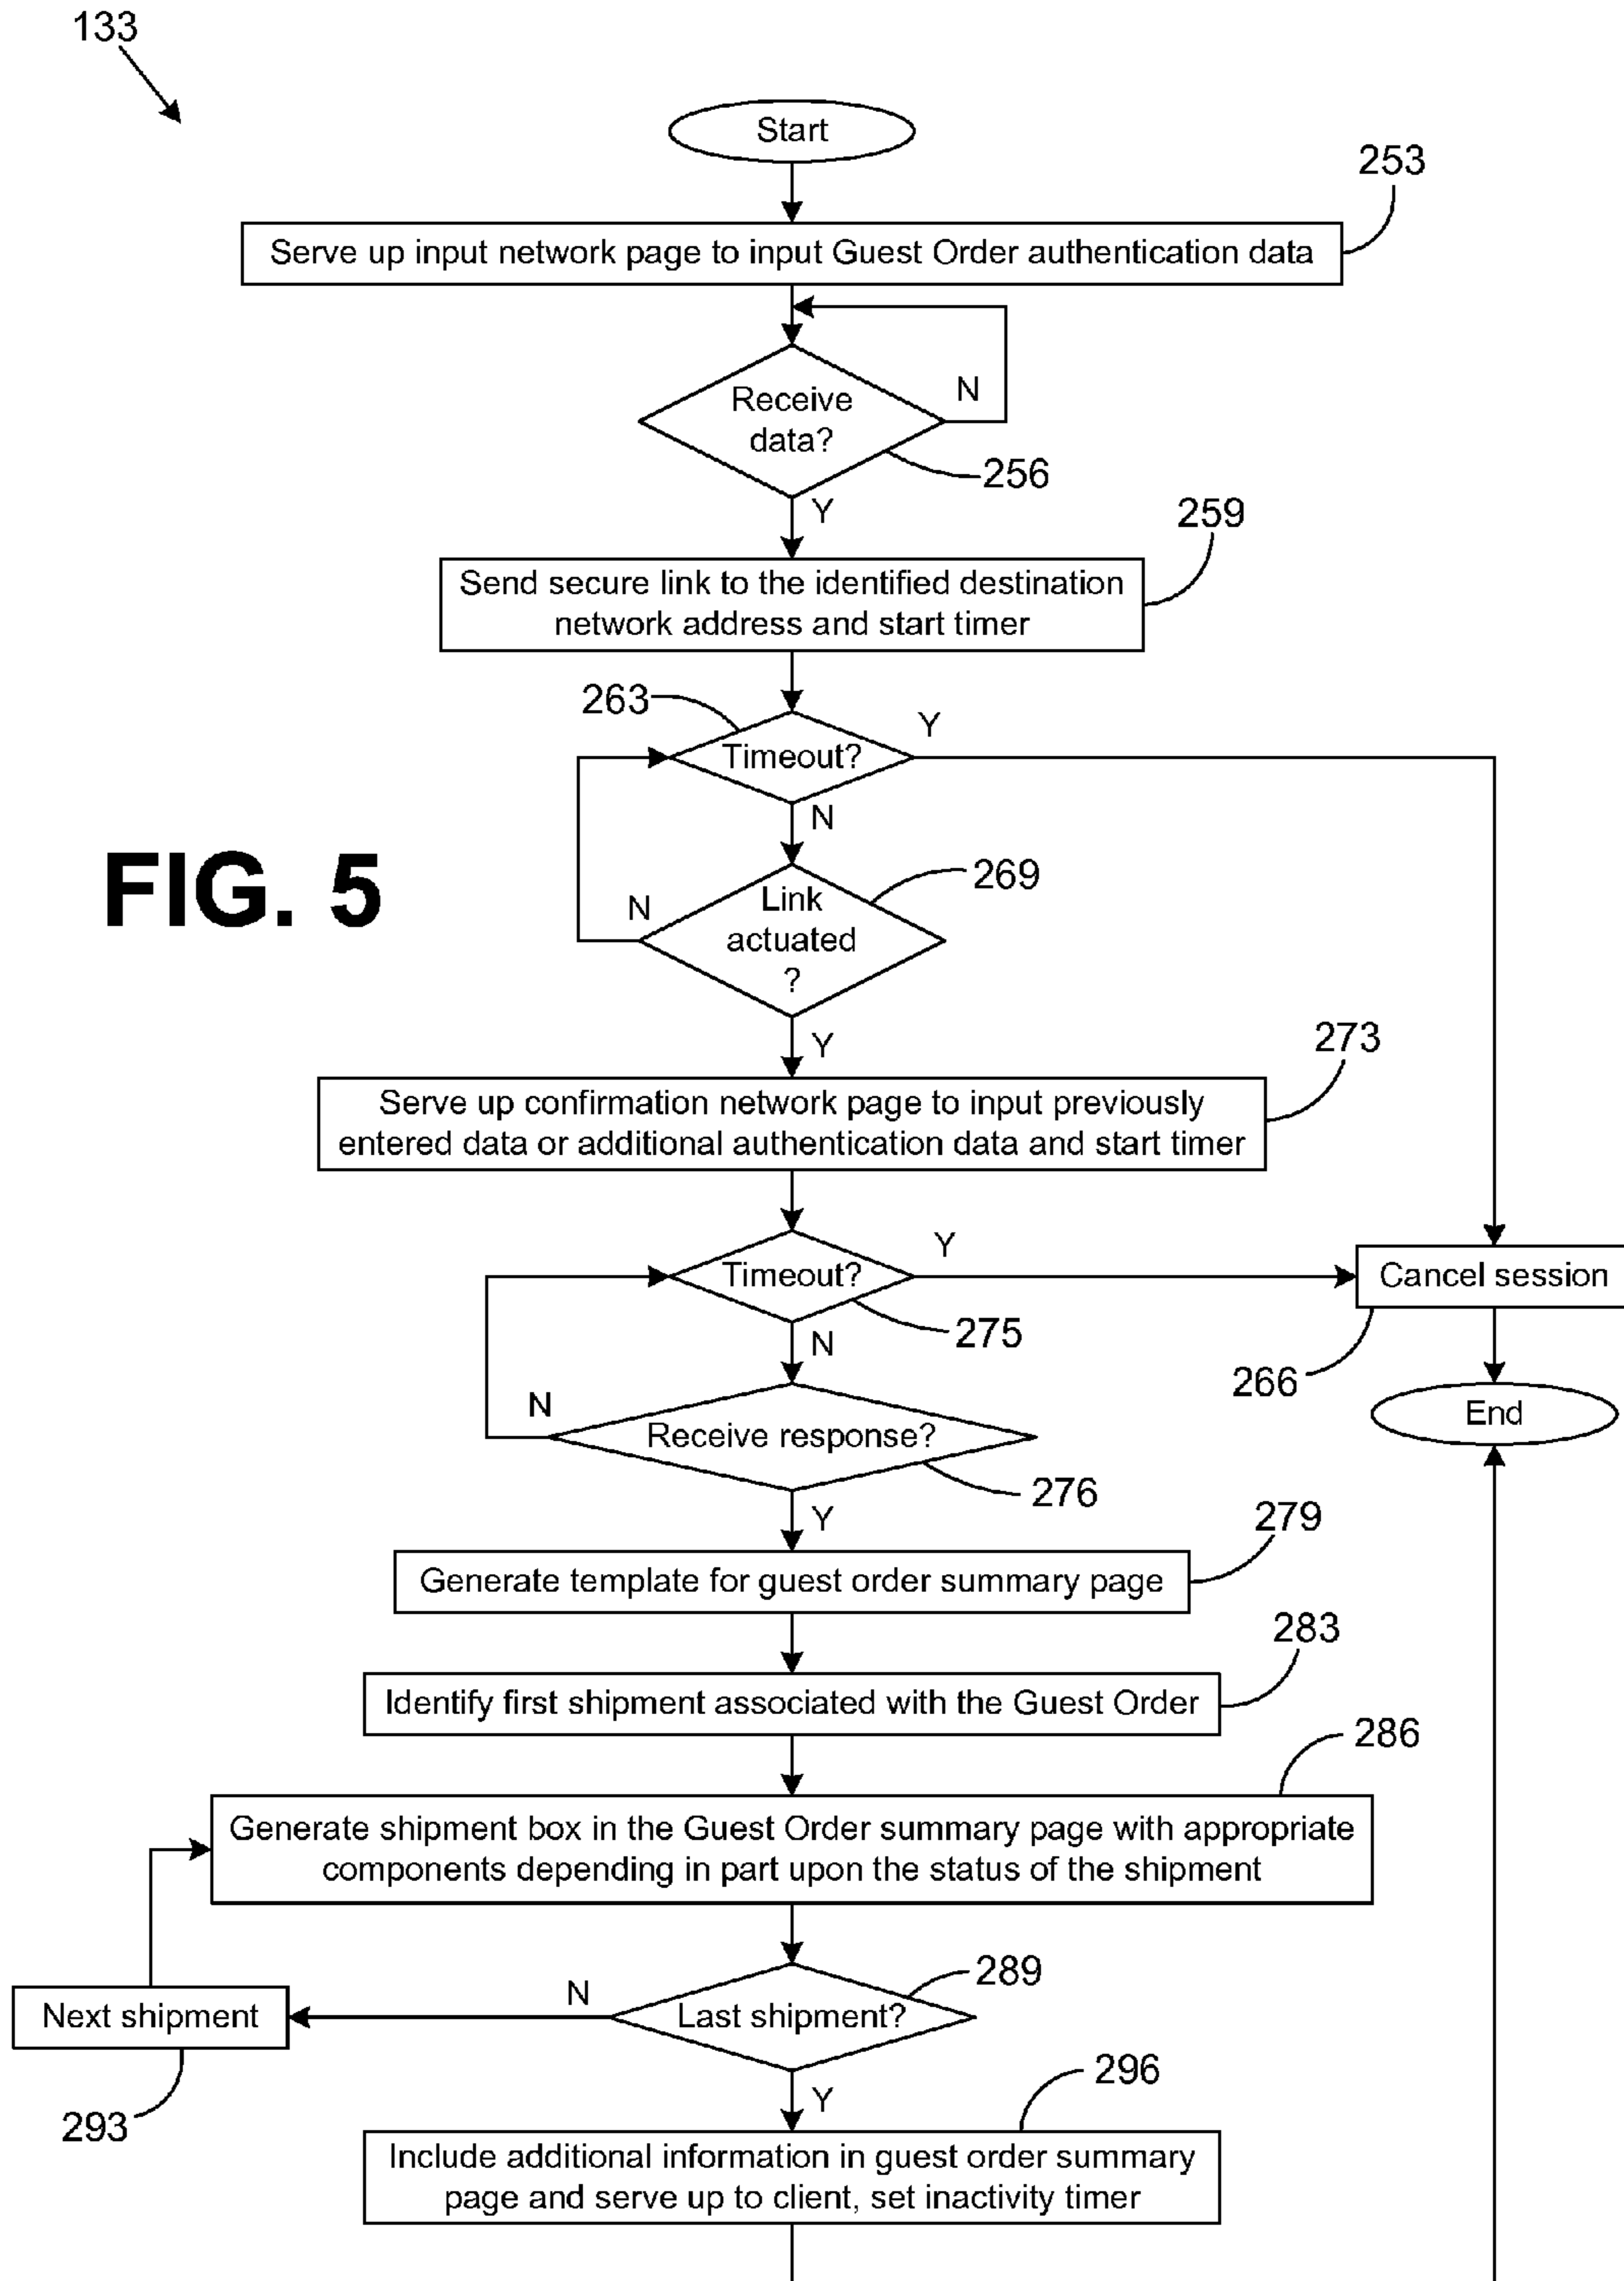 133
Start
253
Serve up input network page to input Guest Order authentication data
Receive
data?
N
256
Y
259
Send secure link to the identified destination
network address and start timer
263
Timeout?
Y
N
FIG. 5
269
Link
actuated
?
N
Y
273
Serve up confirmation network page to input previously
entered data or additional authentication data and start timer
Timeout?
Y
Cancel session
275
N
266
End
N
Receive response?
276
Y
279
Generate template for guest order summary page
283
Identify first shipment associated with the Guest Order
286
Generate shipment box in the Guest Order summary page with appropriate
components depending in part upon the status of the shipment
289
Next shipment
N
Last shipment?
293
Y
296
Include additional information in guest order summary
page and serve up to client, set inactivity timer